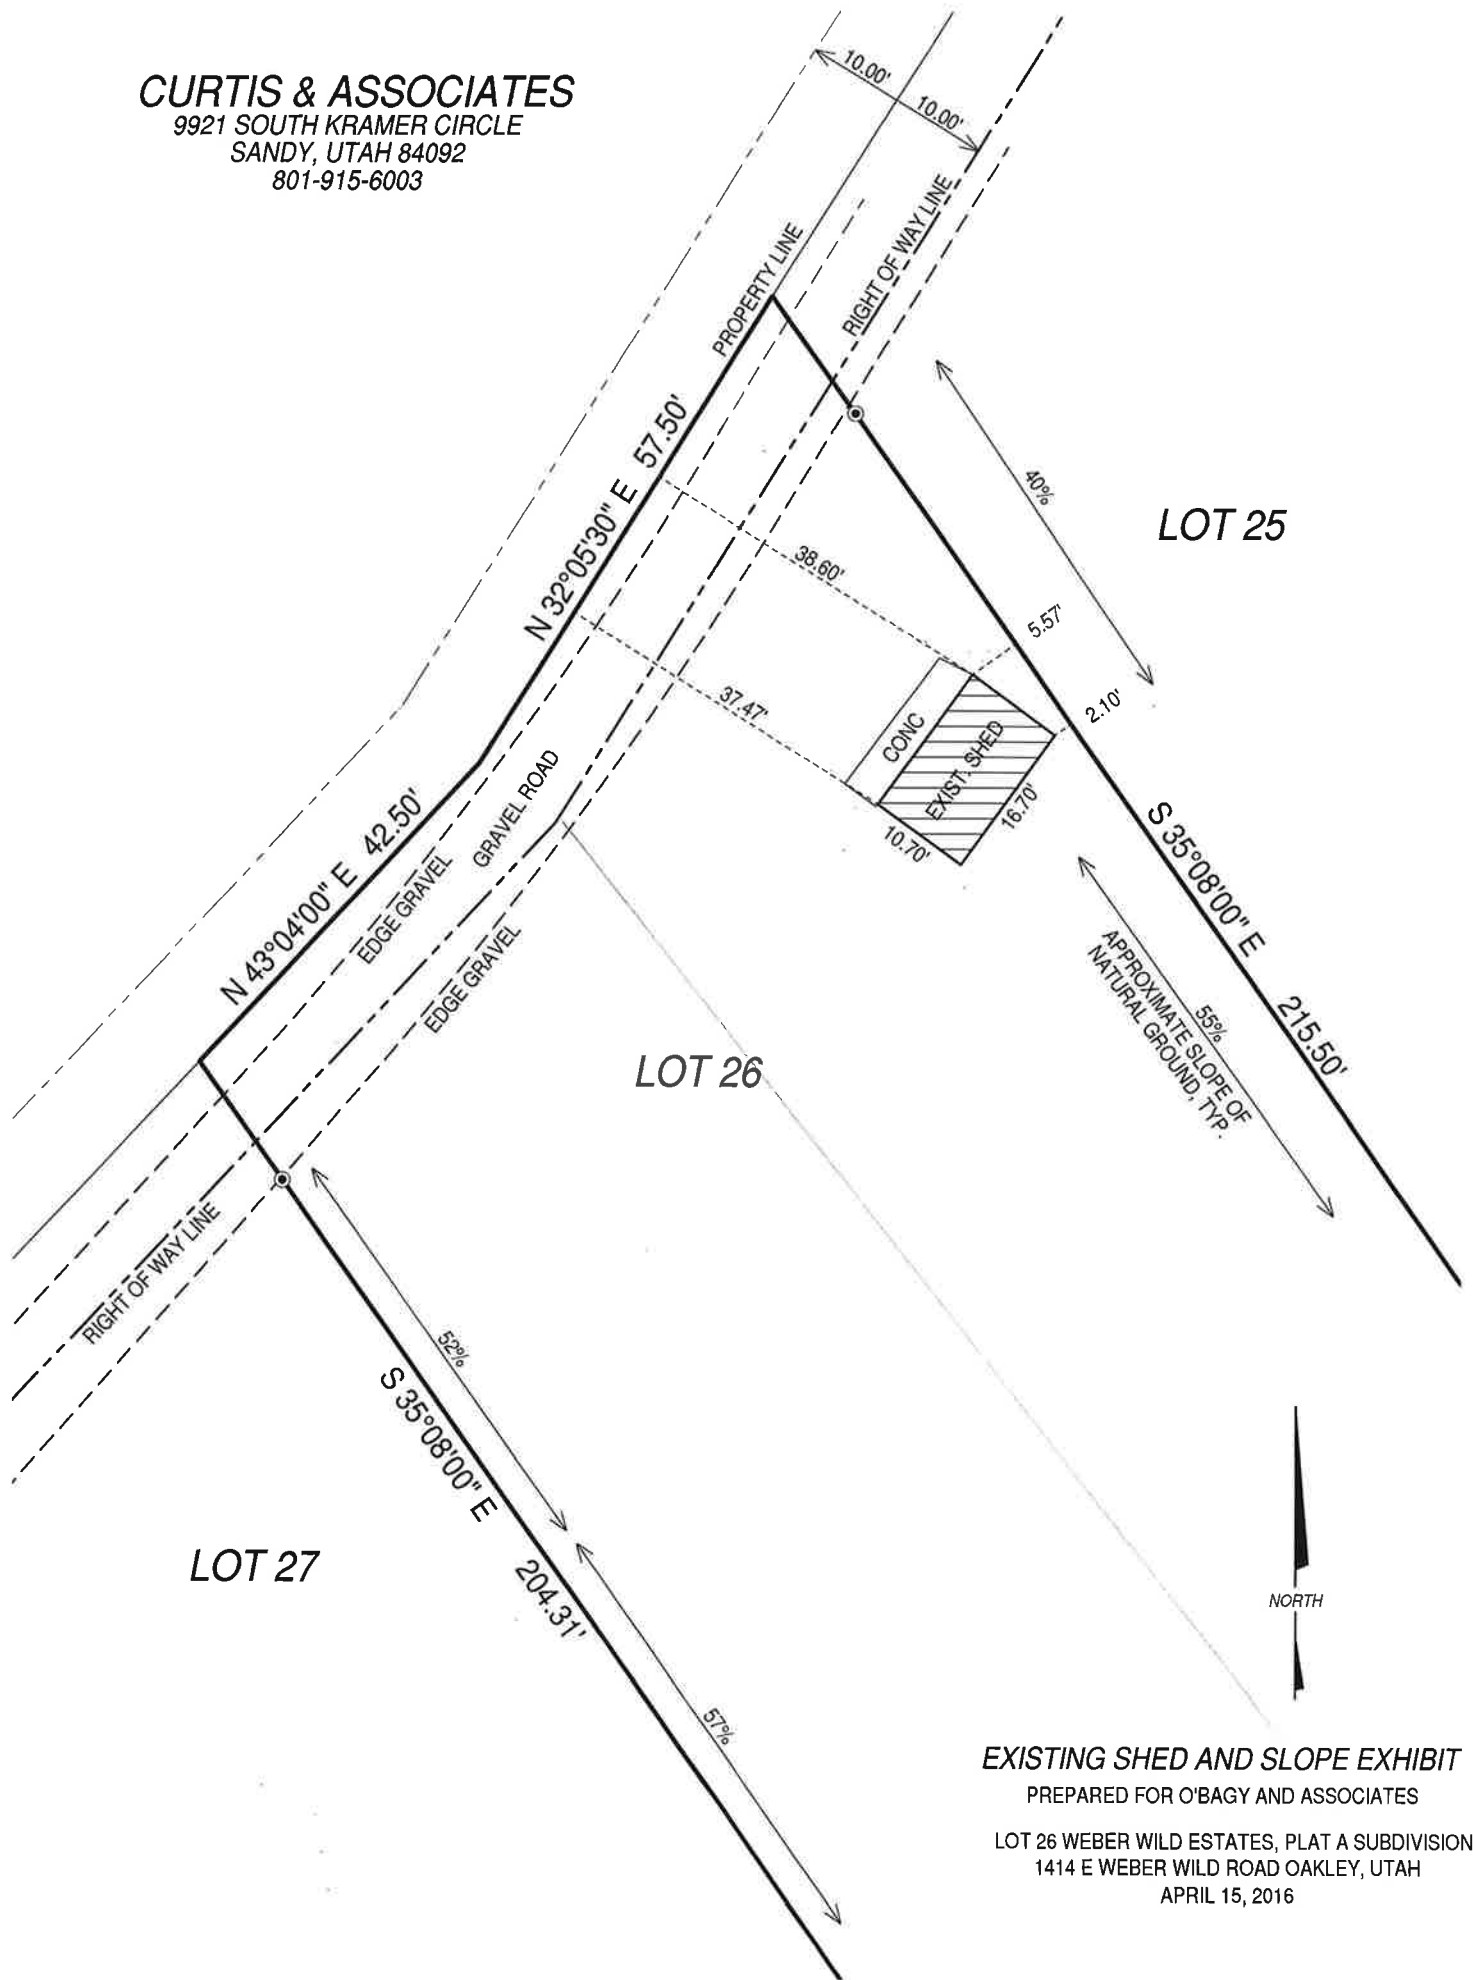 CURTIS & ASSOCIATES
9921 SOUTH KRAMER CIRCLE
SANDY, UTAH 84092
801-915-6003
10.00'
10.00'
PROPERTY LINE
RIGHT OF WAY LINE
N 32°05'30" E 57.50'
40%
LOT 25
38.60'
5.57'
37.47'
2.10'
CONC
EXIST. SHED
16.70'
10.70'
GRAVEL ROAD
N 43°04'00" E 42.50'
EDGE GRAVEL
EDGE GRAVEL
S 35°08'00" E 215.50'
55%
APPROXIMATE SLOPE OF
NATURAL GROUND, TYP.
LOT 26
RIGHT OF WAY LINE
52%
S 35°08'00" E 204.31'
LOT 27
57%
NORTH
EXISTING SHED AND SLOPE EXHIBIT
PREPARED FOR O'BAGY AND ASSOCIATES
LOT 26 WEBER WILD ESTATES, PLAT A SUBDIVISION
1414 E WEBER WILD ROAD OAKLEY, UTAH
APRIL 15, 2016